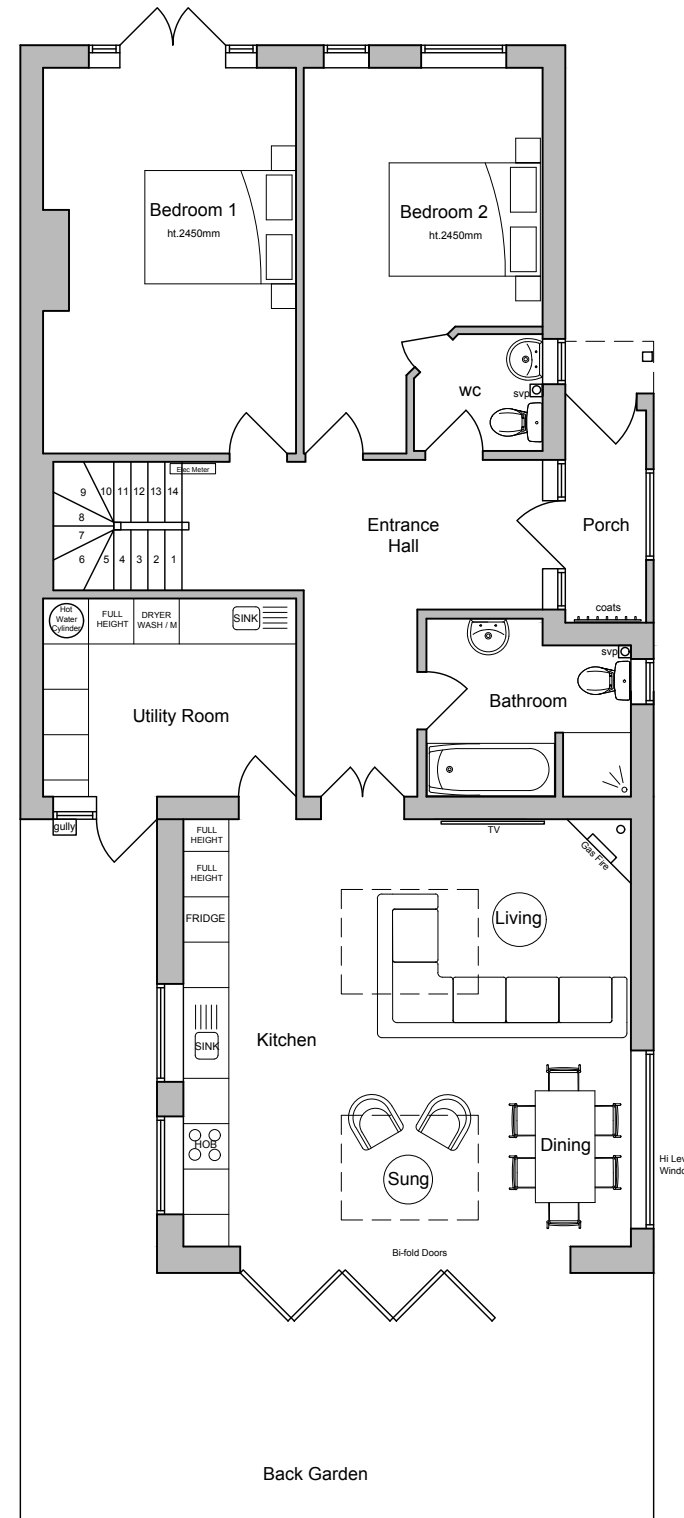 Bedroom 1
ht.2450mm
Bedroom 2
ht.2450mm
WC
svp
Elec Meter
9 10 11 12 13 14
8
7
6 5 4 3 2 1
Entrance
Hall
Porch
coats
Hot
Water
Cylinder
FULL
HEIGHT
DRYER
WASH / M
SINK
Utility Room
svp
Bathroom
gully
FULL
HEIGHT
FULL
HEIGHT
FRIDGE
TV
Gas Fire
Living
SINK
Kitchen
HOB
Sung
Dining
Hi Lev
Windo
Bi-fold Doors
Back Garden